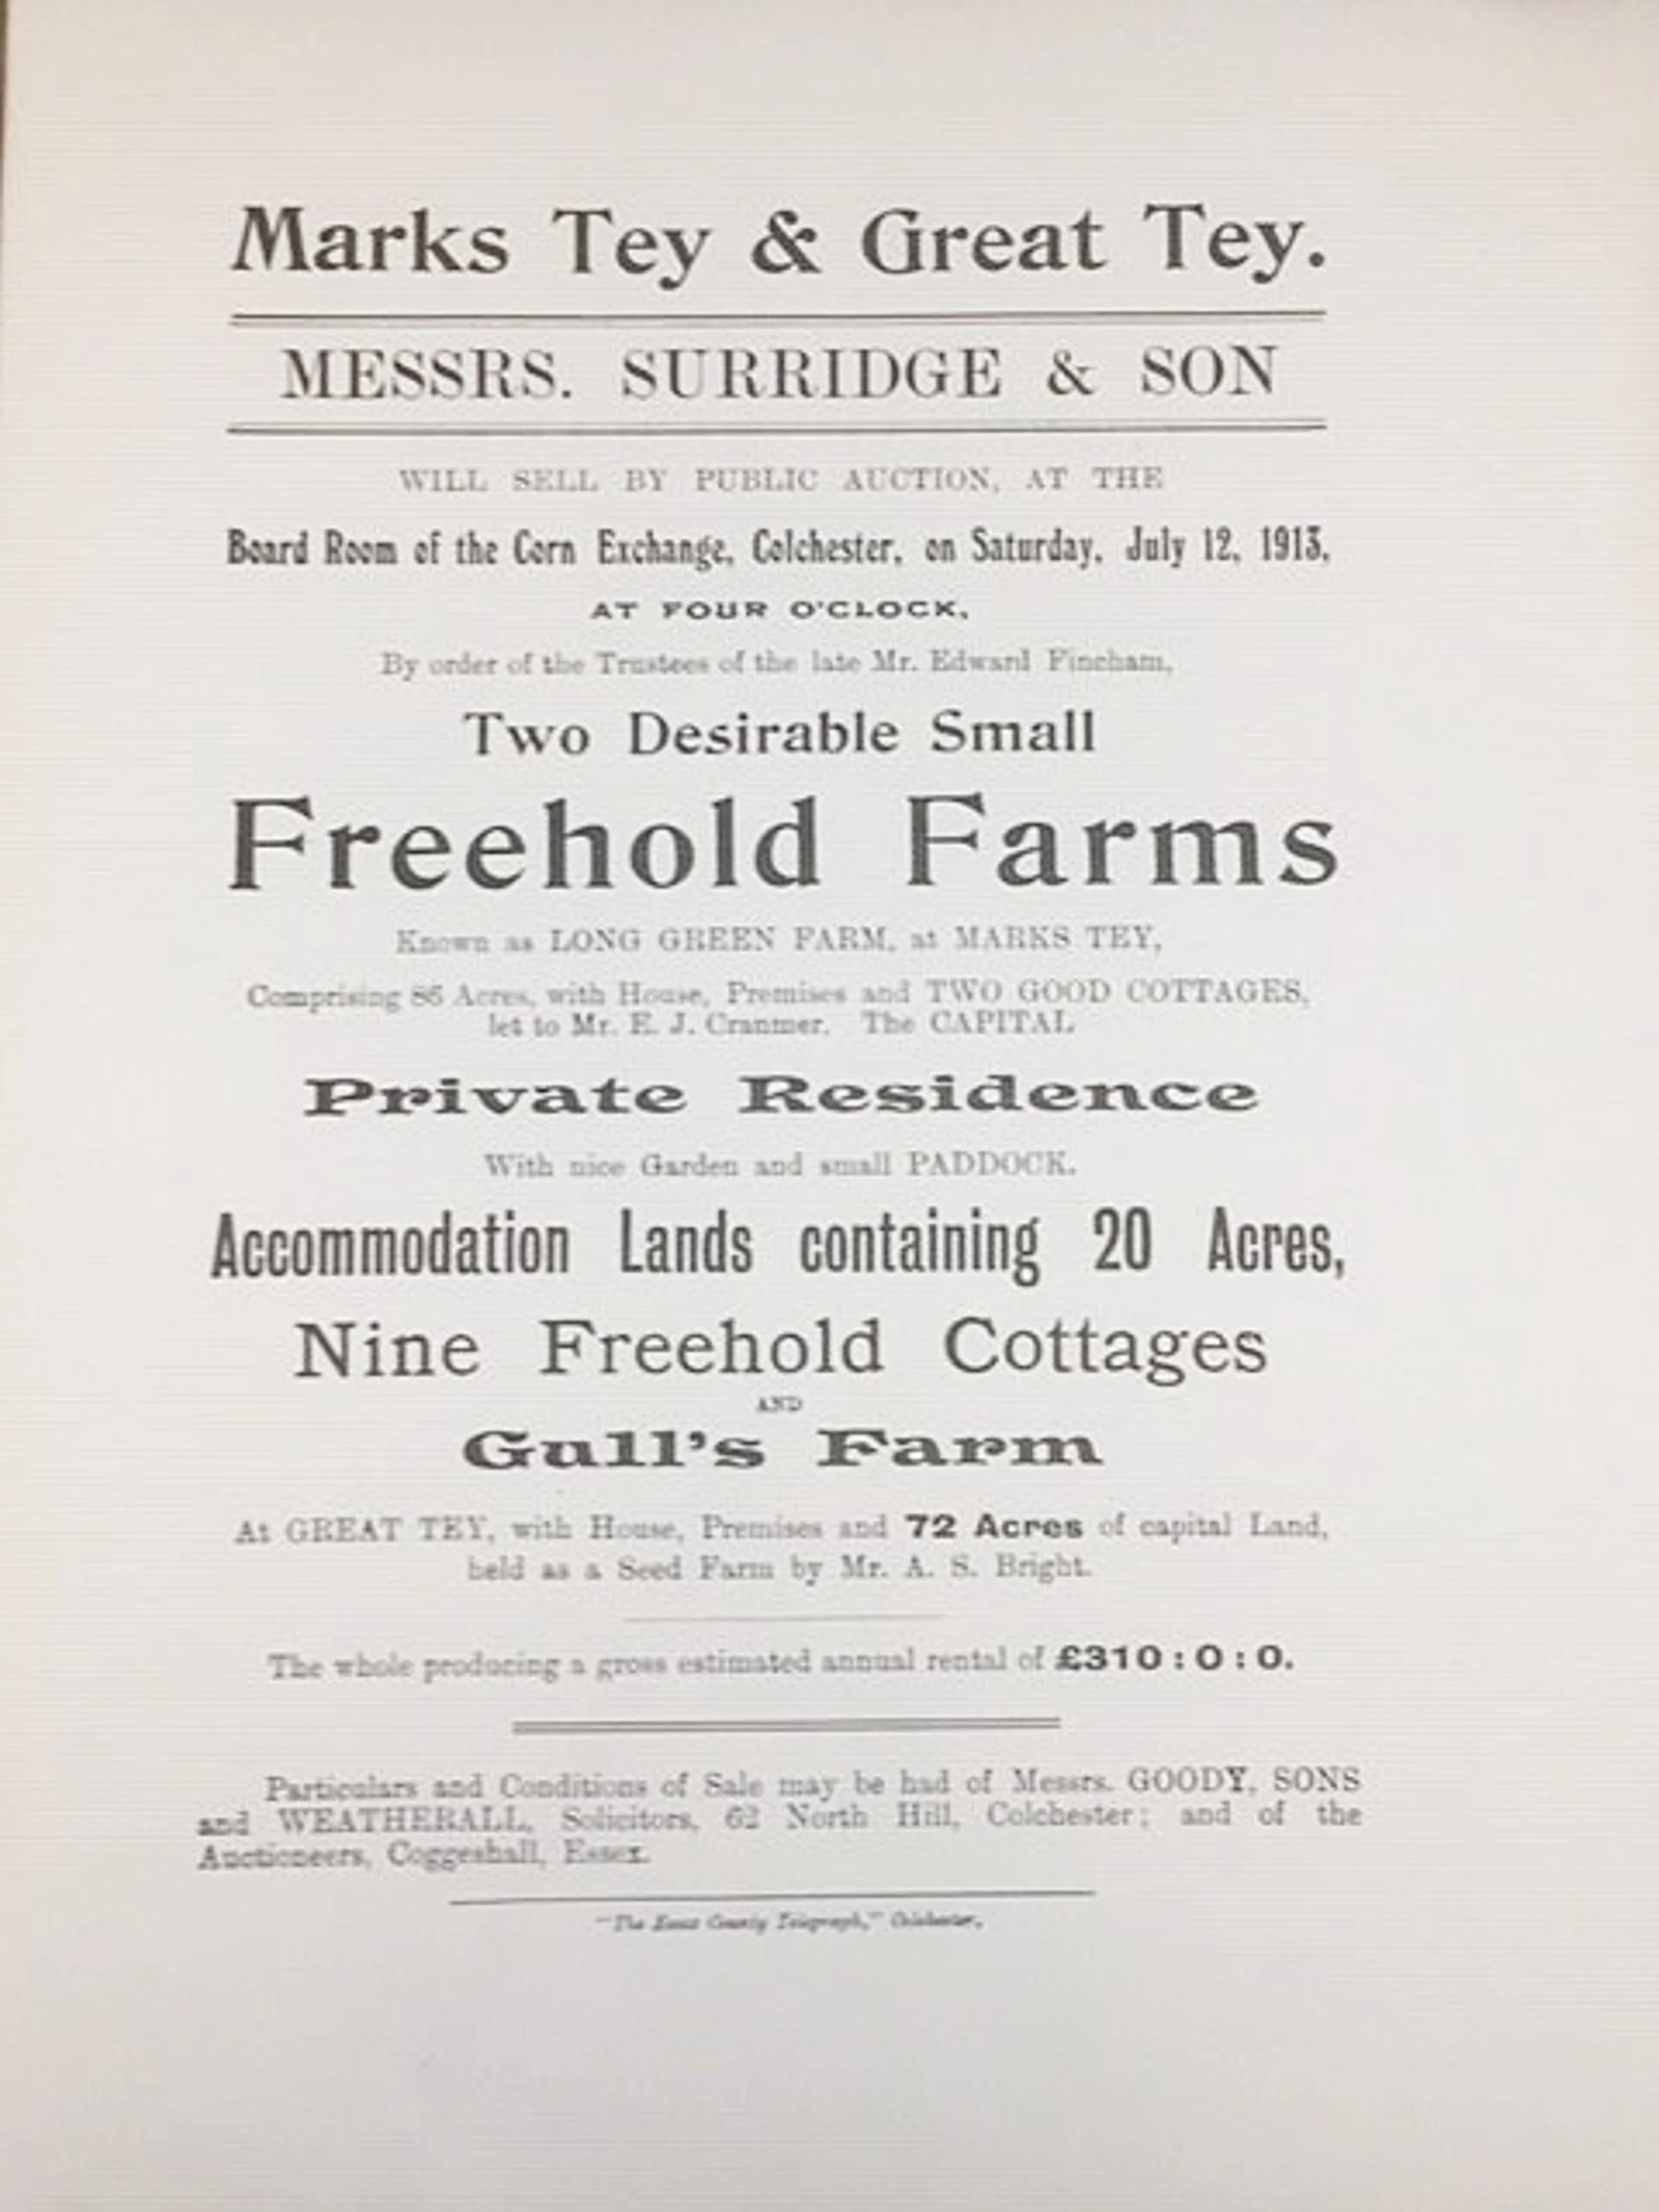 Marks Tey & Great Tey.
MESSRS. SURRIDGE & SON
WILL SELL BY PUBLIC AUCTION, AT THE
Board Room of the Corn Exchange, Colchester, on Saturday, July 12, 1913,
AT FOUR O'CLOCK,
By order of the Trustees of the late Mr. Edward Fincham,
Two Desirable Small
Freehold Farms
Known as LONG GREEN FARM, at MARKS TEY,
Comprising 86 Acres, with House, Premises and TWO GOOD COTTAGES,
let to Mr. E. J. Cranmer. The CAPITAL
Private Residence
With nice Garden and small PADDOCK.
Accommodation Lands containing 20 Acres,
Nine Freehold Cottages
AND
Gull's Farm
At GREAT TEY, with House, Premises and 72 Acres of capital Land,
held as a Seed Farm by Mr. A. S. Bright.
The whole producing a gross estimated annual rental of £310 : 0 : 0.
Particulars and Conditions of Sale may be had of Messrs. GOODY, SONS
and WEATHERALL, Solicitors, 62 North Hill, Colchester; and of the
Auctioneers, Coggeshall, Essex.
"The Essex County Telegraph," Colchester.